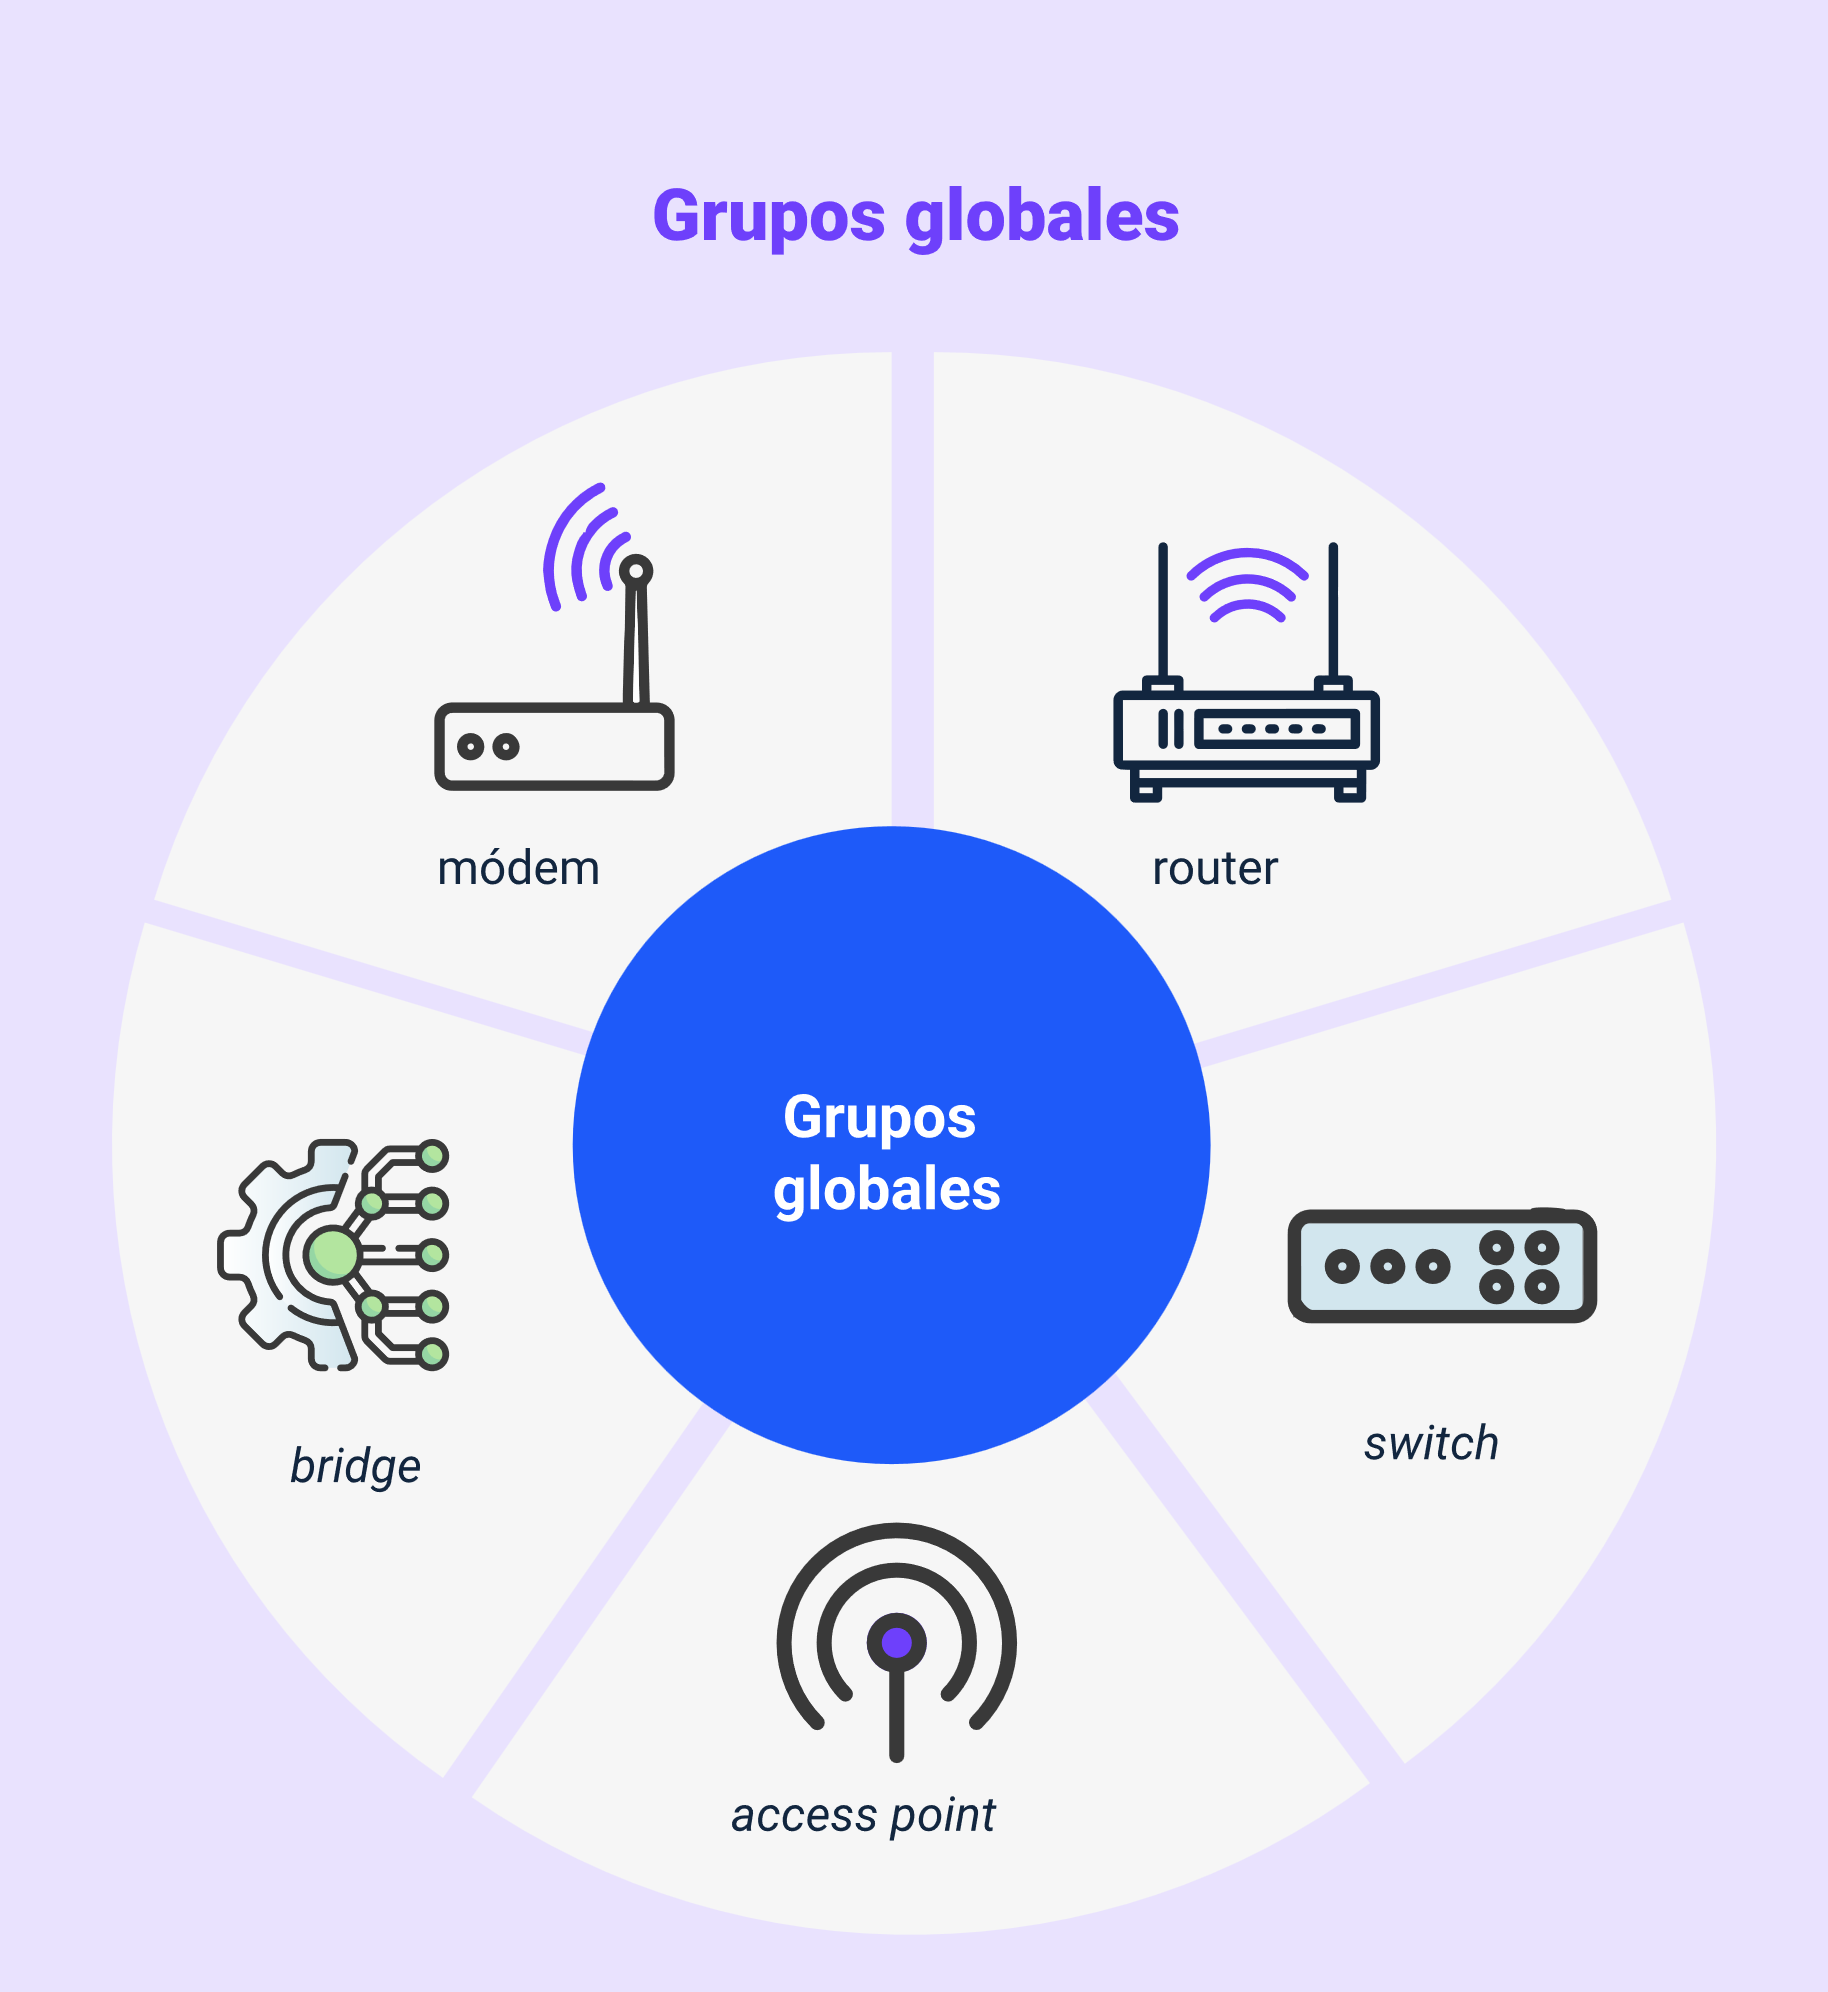 Grupos globales
módem
router
Grupos
globales
bridge
switch
access point